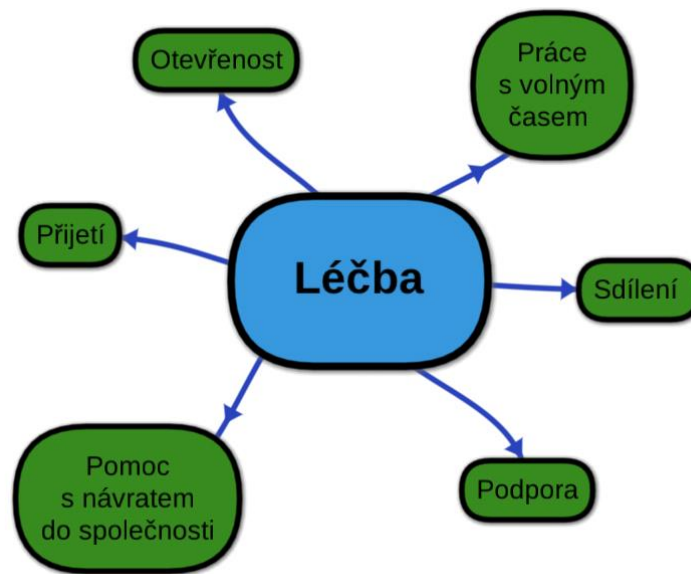 Otevřenost
Práce
s volným
časem
Přijetí
Léčba
Sdílení
Pomoc
s návratem
do společnosti
Podpora